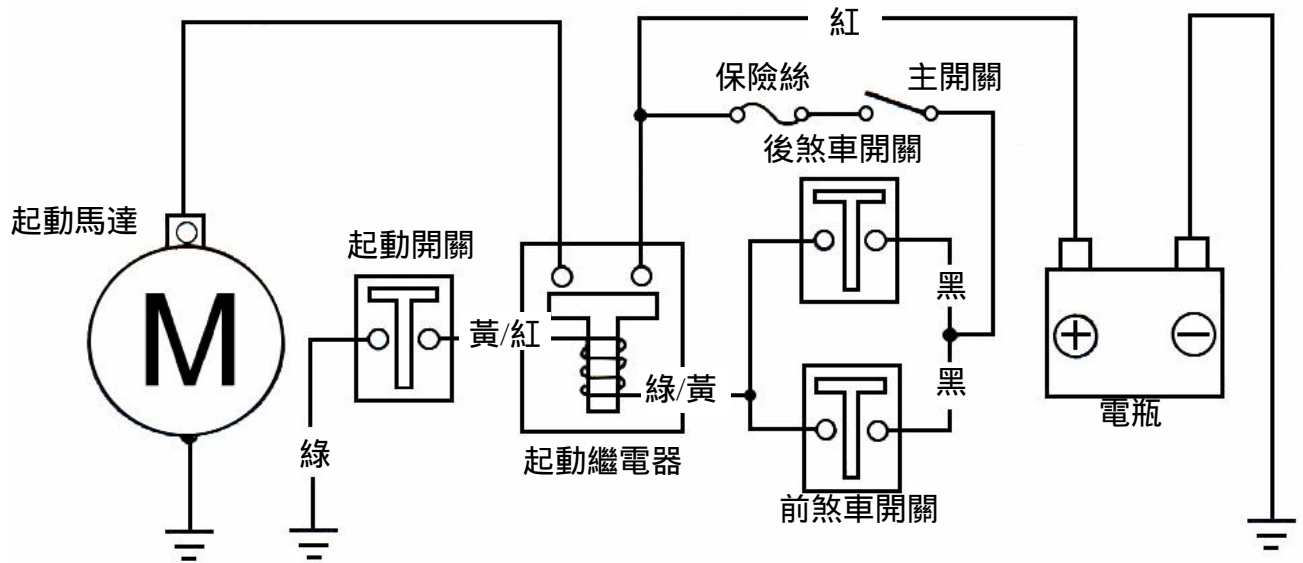 紅
保險絲
主開關
後煞車開關
起動馬達
起動開關
M
黃/紅
黑
綠/黃
黑
綠
起動繼電器
前煞車開關
電瓶